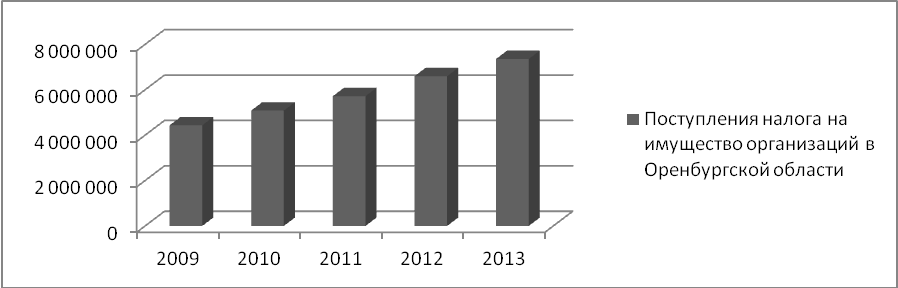 8 000 000
6 000 000
4 000 000
2 000 000
0
2009 2010 2011 2012 2013
Поступления налога на
имущество организаций в
Оренбургской области